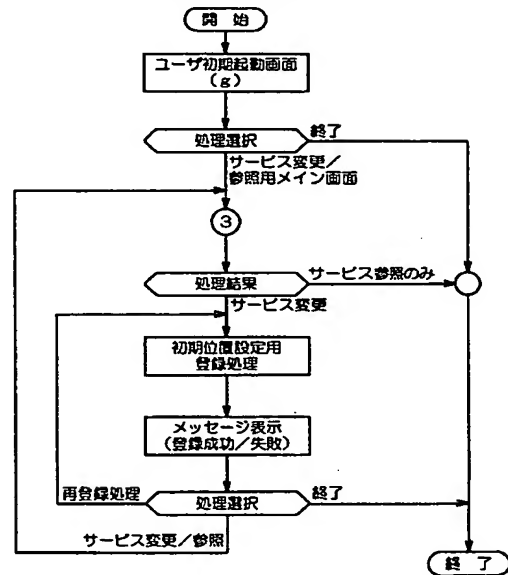 開 始
ユーザ初期起動画面
(g)
処理選択
終了
サービス変更/
参照用メイン画面
3
処理結果
サービス参照のみ
サービス変更
初期位置設定用
登録処理
メッセージ表示
(登録成功/失敗)
再登録処理
処理選択
終了
サービス変更/参照
終 了